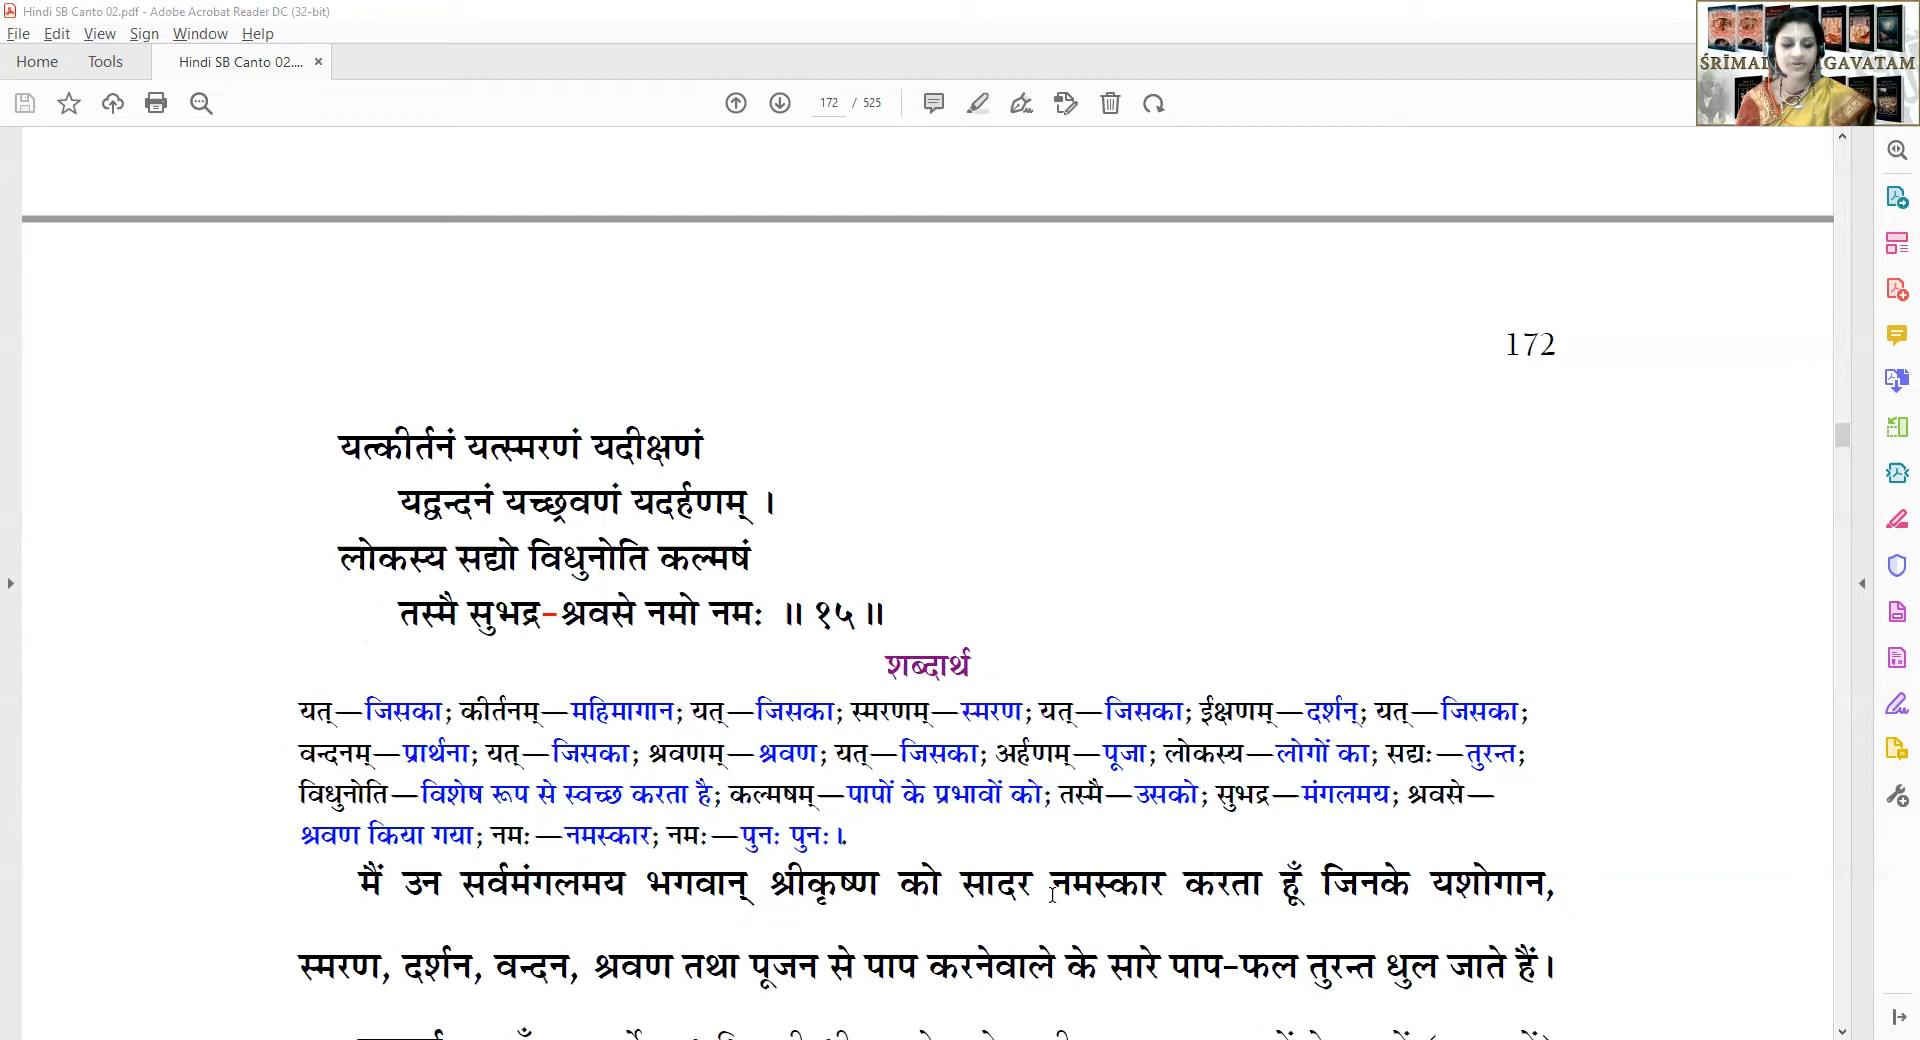 Hindi SB Canto 02.pdf - Adobe Acrobat Reader DC (32-bit)
File Edit View Sign Window Help
Home Tools Hindi SB Canto 02.... ×
172 / 525
172
यत्कीर्तनं यत्स्मरणं यदीक्षणं
यद्वन्दनं यच्छ्रवणं यदर्हणम् ।
लोकस्य सद्यो विधुनोति कल्मषं
तस्मै सुभद्र-श्रवसे नमो नमः ॥ १५॥
शब्दार्थ
यत्—जिसका; कीर्तनम्—महिमागान; यत्—जिसका; स्मरणम्—स्मरण; यत्—जिसका; ईक्षणम्—दर्शन्; यत्—जिसका;
वन्दनम्—प्रार्थना; यत्—जिसका; श्रवणम्—श्रवण; यत्—जिसका; अर्हणम्—पूजा; लोकस्य—लोगों का; सद्यः—तुरन्त;
विधुनोति—विशेष रूप से स्वच्छ करता है; कल्मषम्—पापों के प्रभावों को; तस्मै—उसको; सुभद्र—मंगलमय; श्रवसे—
श्रवण किया गया; नमः—नमस्कार; नमः—पुनः पुनः।.
मैं उन सर्वमंगलमय भगवान् श्रीकृष्ण को सादर नमस्कार करता हूँ जिनके यशोगान,
स्मरण, दर्शन, वन्दन, श्रवण तथा पूजन से पाप करनेवाले के सारे पाप-फल तुरन्त धुल जाते हैं।